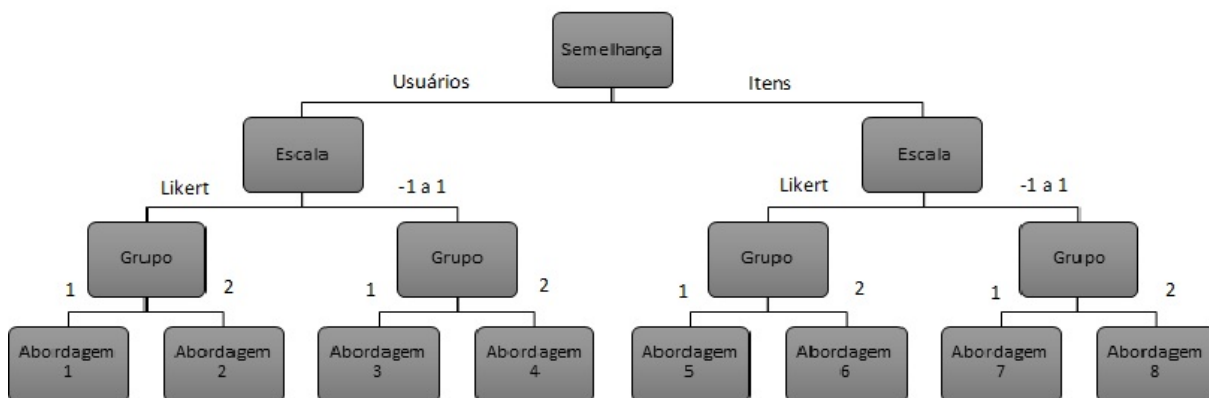 Semelhança
Usuários
Itens
Escala
Escala
Likert
-1 a 1
Likert
-1 a 1
Grupo
Grupo
Grupo
Grupo
1
2
1
2
1
2
1
2
Abordagem
1
Abordagem
2
Abordagem
3
Abordagem
4
Abordagem
5
Abordagem
6
Abordagem
7
Abordagem
8